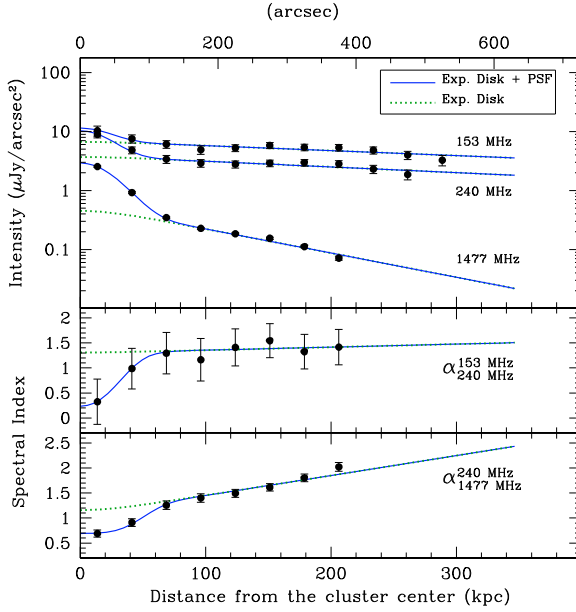 (arcsec)
0 200 400 600
Intensity (μJy/arcsec²)
100
10
1
0.1
Exp. Disk + PSF
Exp. Disk
153 MHz
240 MHz
1477 MHz
Spectral Index
2
1.5
1
0.5
0
α 153 MHz
240 MHz
2.5
2
1.5
1
0.5
α 240 MHz
1477 MHz
0 100 200 300
Distance from the cluster center (kpc)